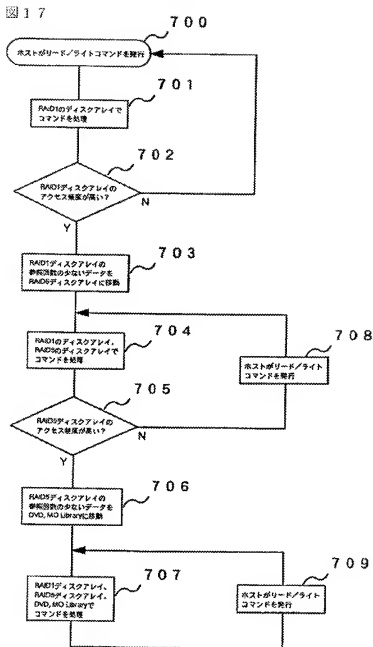 図17
700
ホストがリード／ライトコマンドを発行
701
RAID1のディスクアレイで
コマンドを処理
702
RAID1ディスクアレイの
アクセス頻度が高い？
N
Y
703
RAID1ディスクアレイの
参照回数の少ないデータを
RAID5ディスクアレイに移動
704
RAID1のディスクアレイ、
RAID5のディスクアレイで
コマンドを処理
708
ホストがリード／ライト
コマンドを発行
705
RAID5ディスクアレイの
アクセス頻度が高い？
N
Y
706
RAID5ディスクアレイの
参照回数の少ないデータを
DVD, MO Libraryに移動
707
RAID1ディスクアレイ、
RAID5ディスクアレイ、
DVD, MO Libraryで
コマンドを処理
709
ホストがリード／ライト
コマンドを発行